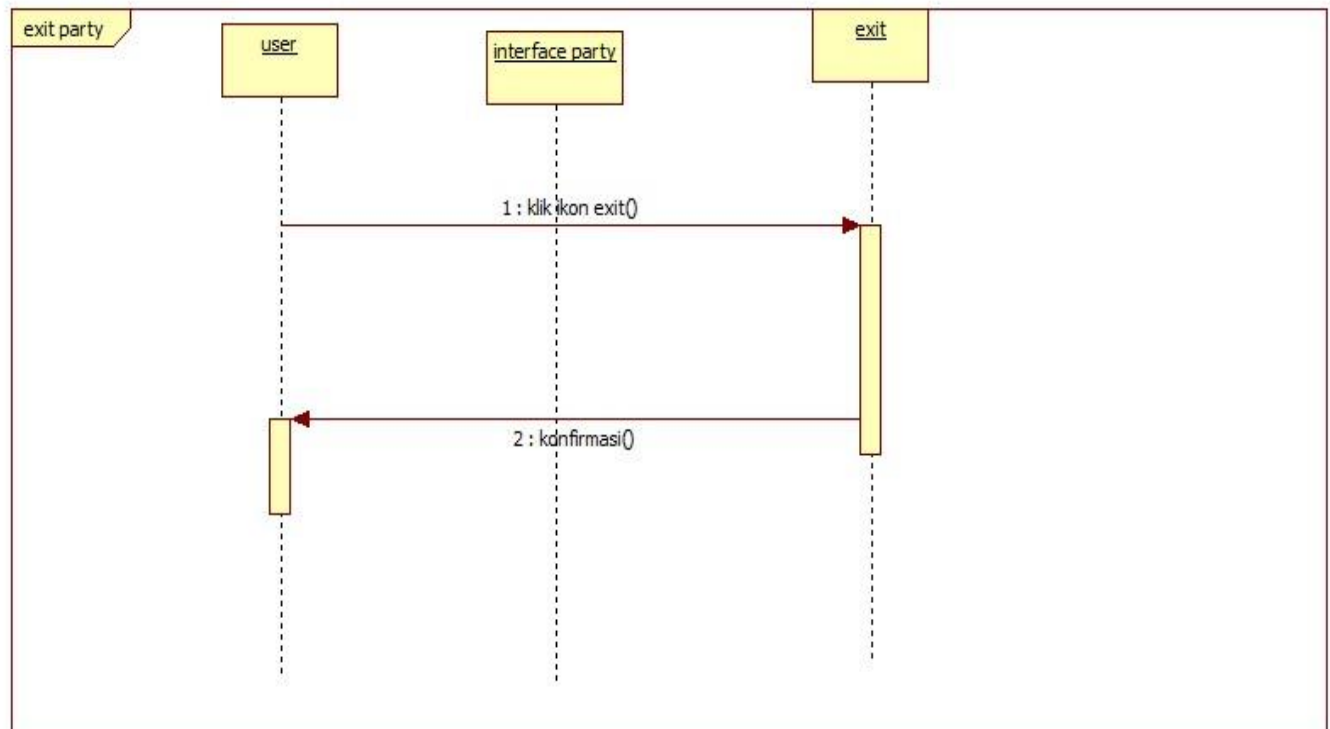 exit party
user
interface party
exit
1 : klik ikon exit()
2 : konfirmasi()